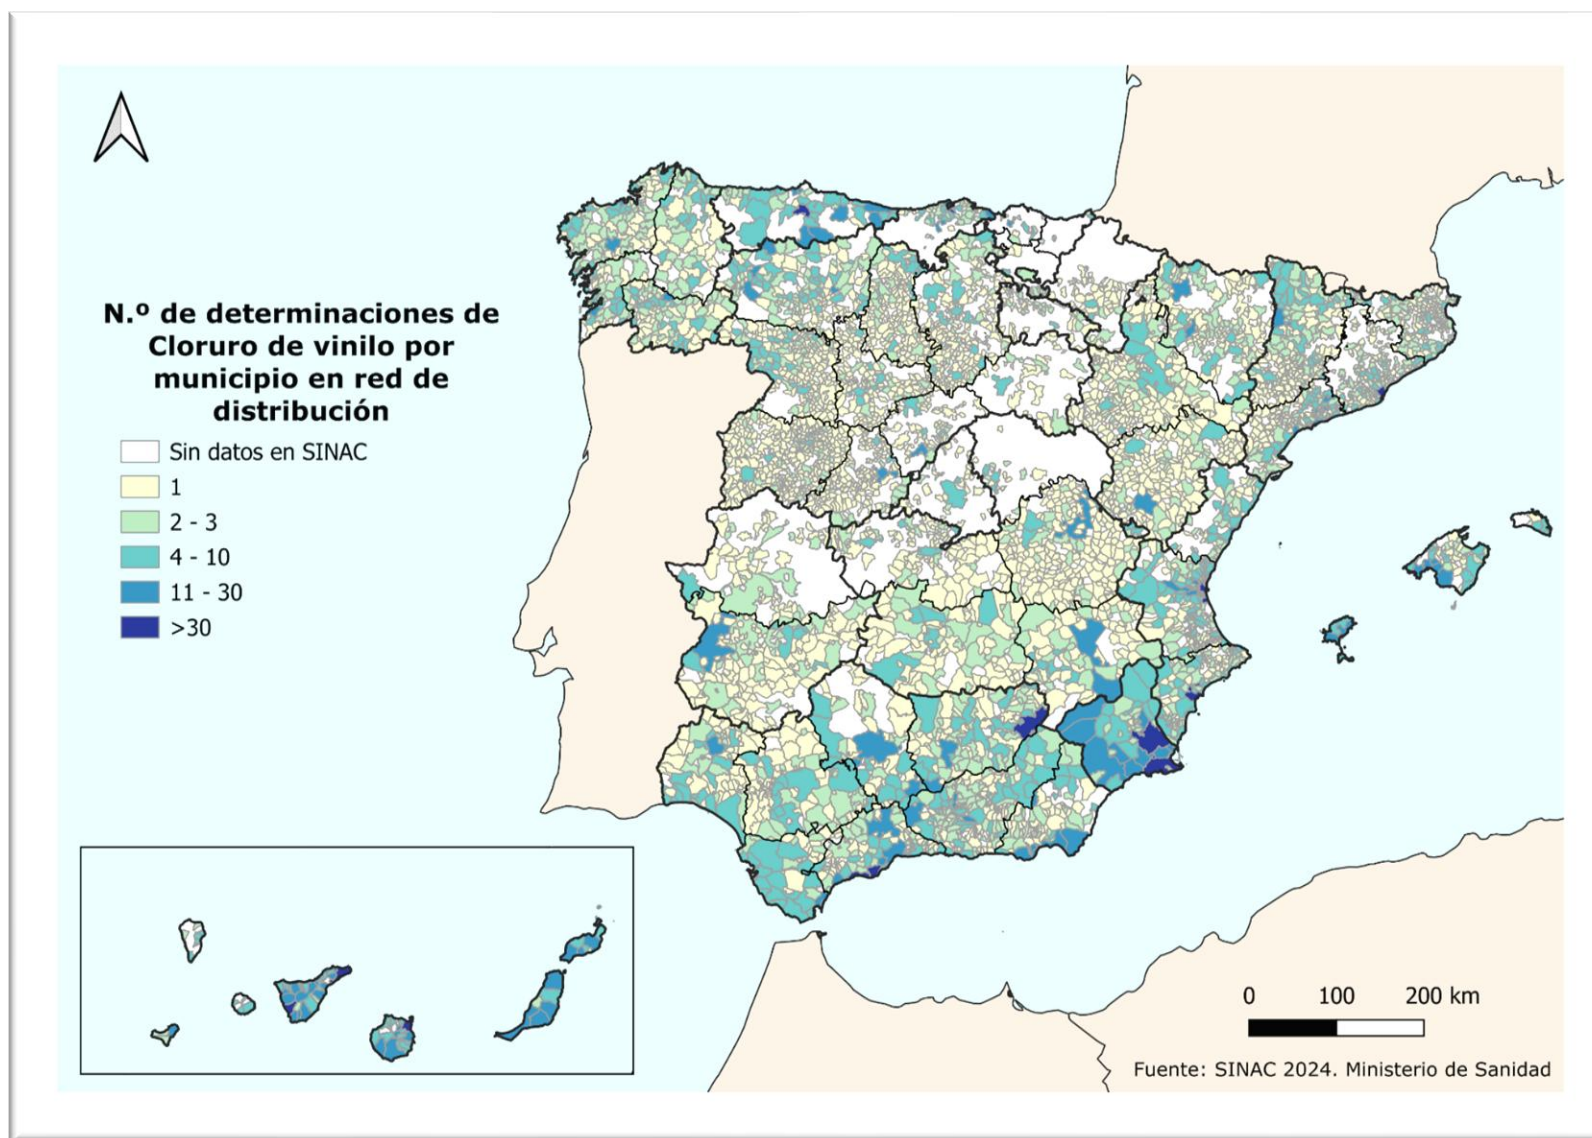 N.º de determinaciones de
Cloruro de vinilo por
municipio en red de
distribución
Sin datos en SINAC
1
2 - 3
4 - 10
11 - 30
>30
0 100 200 km
Fuente: SINAC 2024. Ministerio de Sanidad